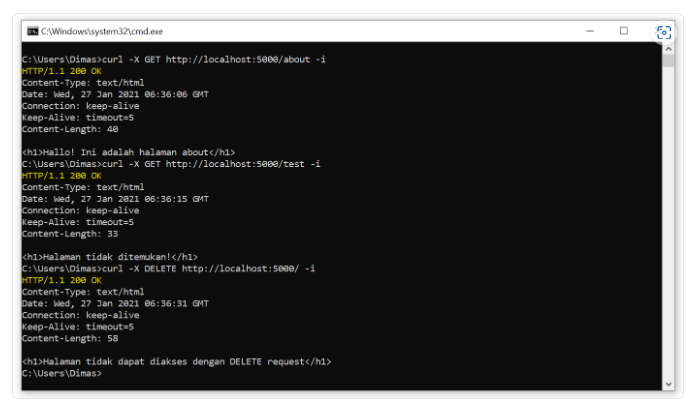 C:\Windows\system32\cmd.exe
C:\Users\Dimas>curl -X GET http://localhost:5000/about -i
HTTP/1.1 200 OK
Content-Type: text/html
Date: Wed, 27 Jan 2021 06:36:06 GMT
Connection: keep-alive
Keep-Alive: timeout=5
Content-Length: 40
<h1>Hallo! Ini adalah halaman about</h1>
C:\Users\Dimas>curl -X GET http://localhost:5000/test -i
HTTP/1.1 200 OK
Content-Type: text/html
Date: Wed, 27 Jan 2021 06:36:15 GMT
Connection: keep-alive
Keep-Alive: timeout=5
Content-Length: 33
<h1>Halaman tidak ditemukan!</h1>
C:\Users\Dimas>curl -X DELETE http://localhost:5000/ -i
HTTP/1.1 200 OK
Content-Type: text/html
Date: Wed, 27 Jan 2021 06:36:31 GMT
Connection: keep-alive
Keep-Alive: timeout=5
Content-Length: 58
<h1>Halaman tidak dapat diakses dengan DELETE request</h1>
C:\Users\Dimas>